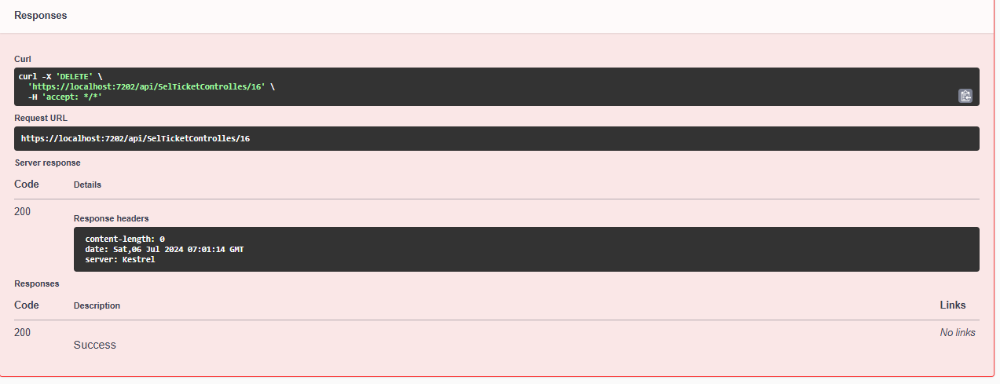 Responses
Curl
curl -X 'DELETE' \
  'https://localhost:7202/api/SelTicketControlles/16' \
  -H 'accept: */*'
Request URL
https://localhost:7202/api/SelTicketControlles/16
Server response
Code Details
200
Response headers
content-length: 0
date: Sat,06 Jul 2024 07:01:14 GMT
server: Kestrel
Responses
Code Description Links
200 No links
Success